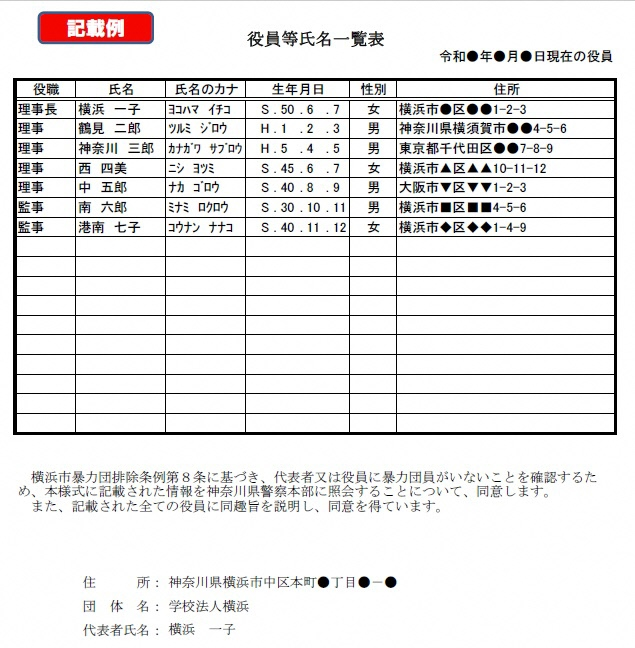 記載例
役員等氏名一覧表
令和●年●月●日現在の役員
役職 氏名 氏名のカナ 生年月日 性別 住所
理事長 横浜 一子 ﾖｺﾊﾏ ｲﾁｺ S.50.6.7 女 横浜市●区●●1-2-3
理事 鶴見 二郎 ﾂﾙﾐ ｼﾞﾛｳ H.1.2.3 男 神奈川県横須賀市●●4-5-6
理事 神奈川 三郎 ｶﾅｶﾞﾜ ｻﾌﾞﾛｳ H.5.4.5 男 東京都千代田区●●7-8-9
理事 西 四美 ﾆｼ ﾖﾂﾐ S.45.6.7 女 横浜市▲区▲▲10-11-12
理事 中 五郎 ﾅｶ ｺﾞﾛｳ S.40.8.9 男 大阪市▼区▼▼1-2-3
監事 南 六郎 ﾐﾅﾐ ﾛｸﾛｳ S.30.10.11 男 横浜市■区■■4-5-6
監事 港南 七子 ｺｳﾅﾝ ﾅﾅｺ S.40.11.12 女 横浜市◆区◆◆1-4-9
横浜市暴力団排除条例第８条に基づき、代表者又は役員に暴力団員がいないことを確認するた
め、本様式に記載された情報を神奈川県警察本部に照会することについて、同意します。
また、記載された全ての役員に同趣旨を説明し、同意を得ています。
住　　所：神奈川県横浜市中区本町●丁目●－●
団 体 名：学校法人横浜
代表者氏名：横浜　一子